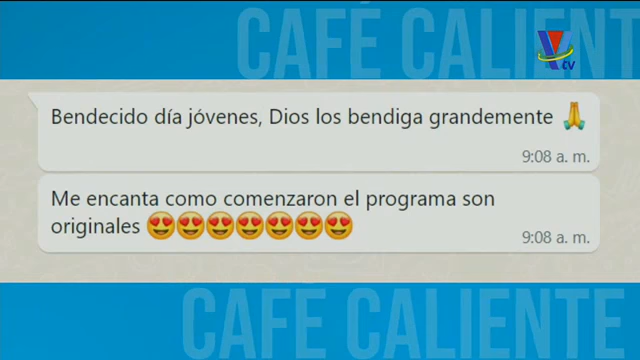 CAFÉ CALIENTE
V
tv
Bendecido día jóvenes, Dios los bendiga grandemente 🙏
9:08 a. m.
Me encanta como comenzaron el programa son
originales 😍😍😍😍😍😍😍
9:08 a. m.
CAFÉ CALIENTE